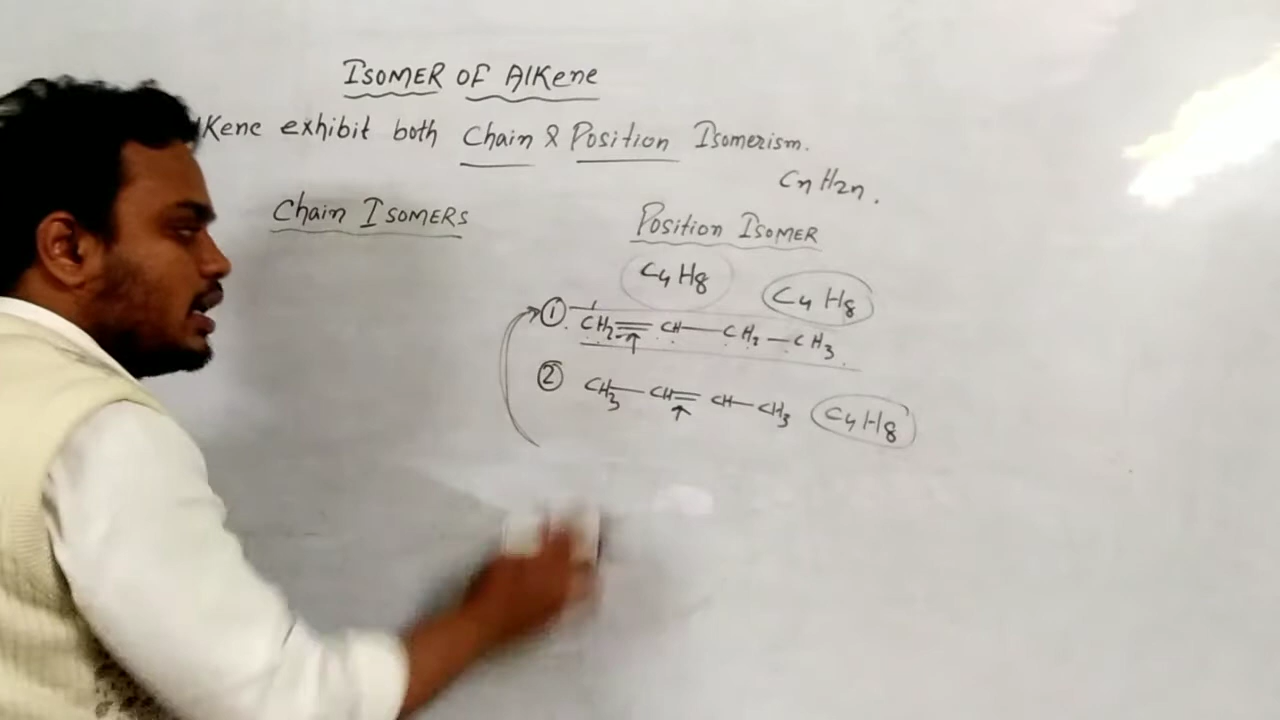 ISOMER OF AlKene
lKene exhibit both Chain & Position Isomerism.
CnH2n.
Chain ISOMERS
Position ISOMER
C4H8 C4H8
① CH2=CH—CH2—CH3.
② CH3—CH=CH—CH3 C4H8